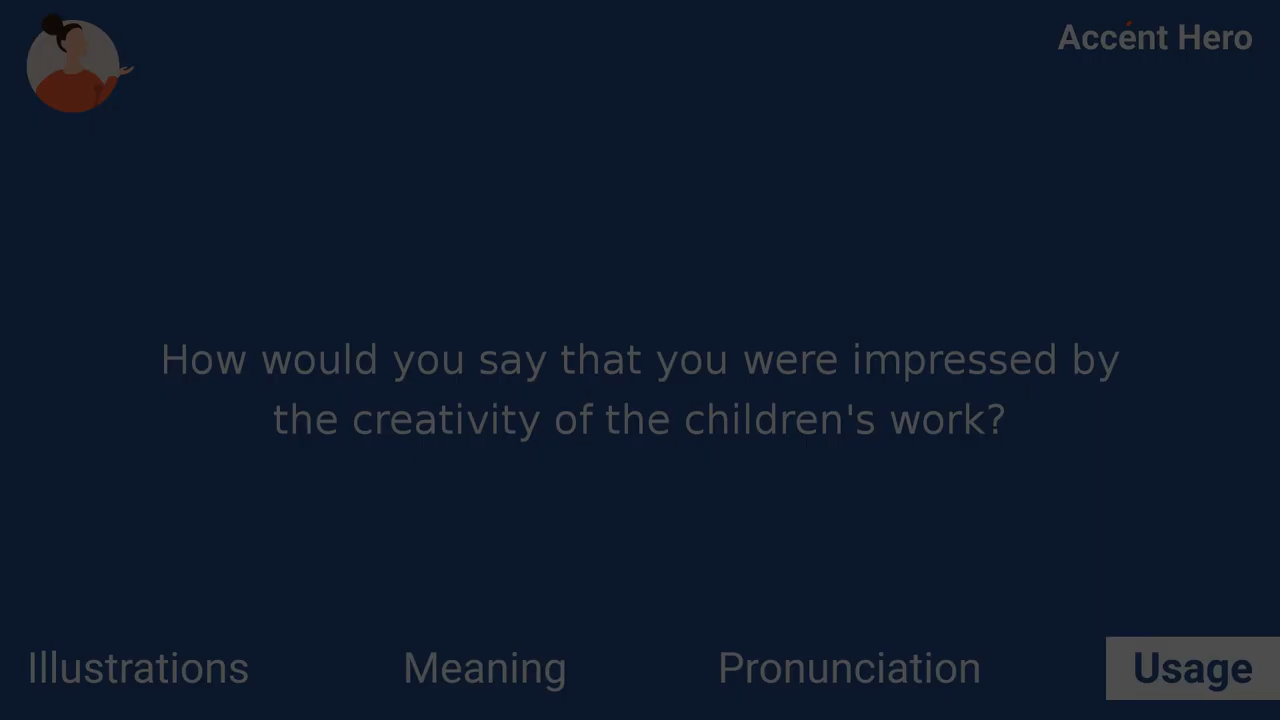 Accént Hero
How would you say that you were impressed by
the creativity of the children's work?
Illustrations
Meaning
Pronunciation
Usage